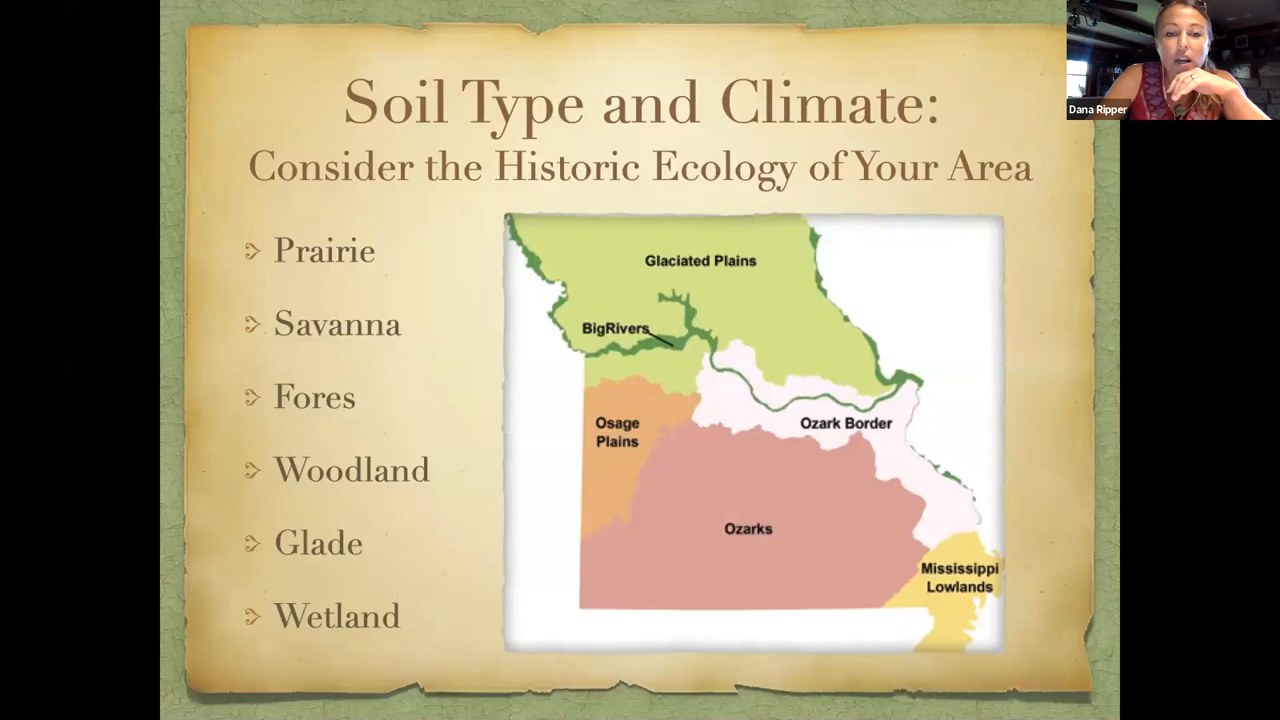 Soil Type and Climate:
Consider the Historic Ecology of Your Area
Dana Ripper
Prairie
Savanna
Fores
Woodland
Glade
Wetland
Glaciated Plains
BigRivers
Osage
Plains
Ozark Border
Ozarks
Mississippi
Lowlands